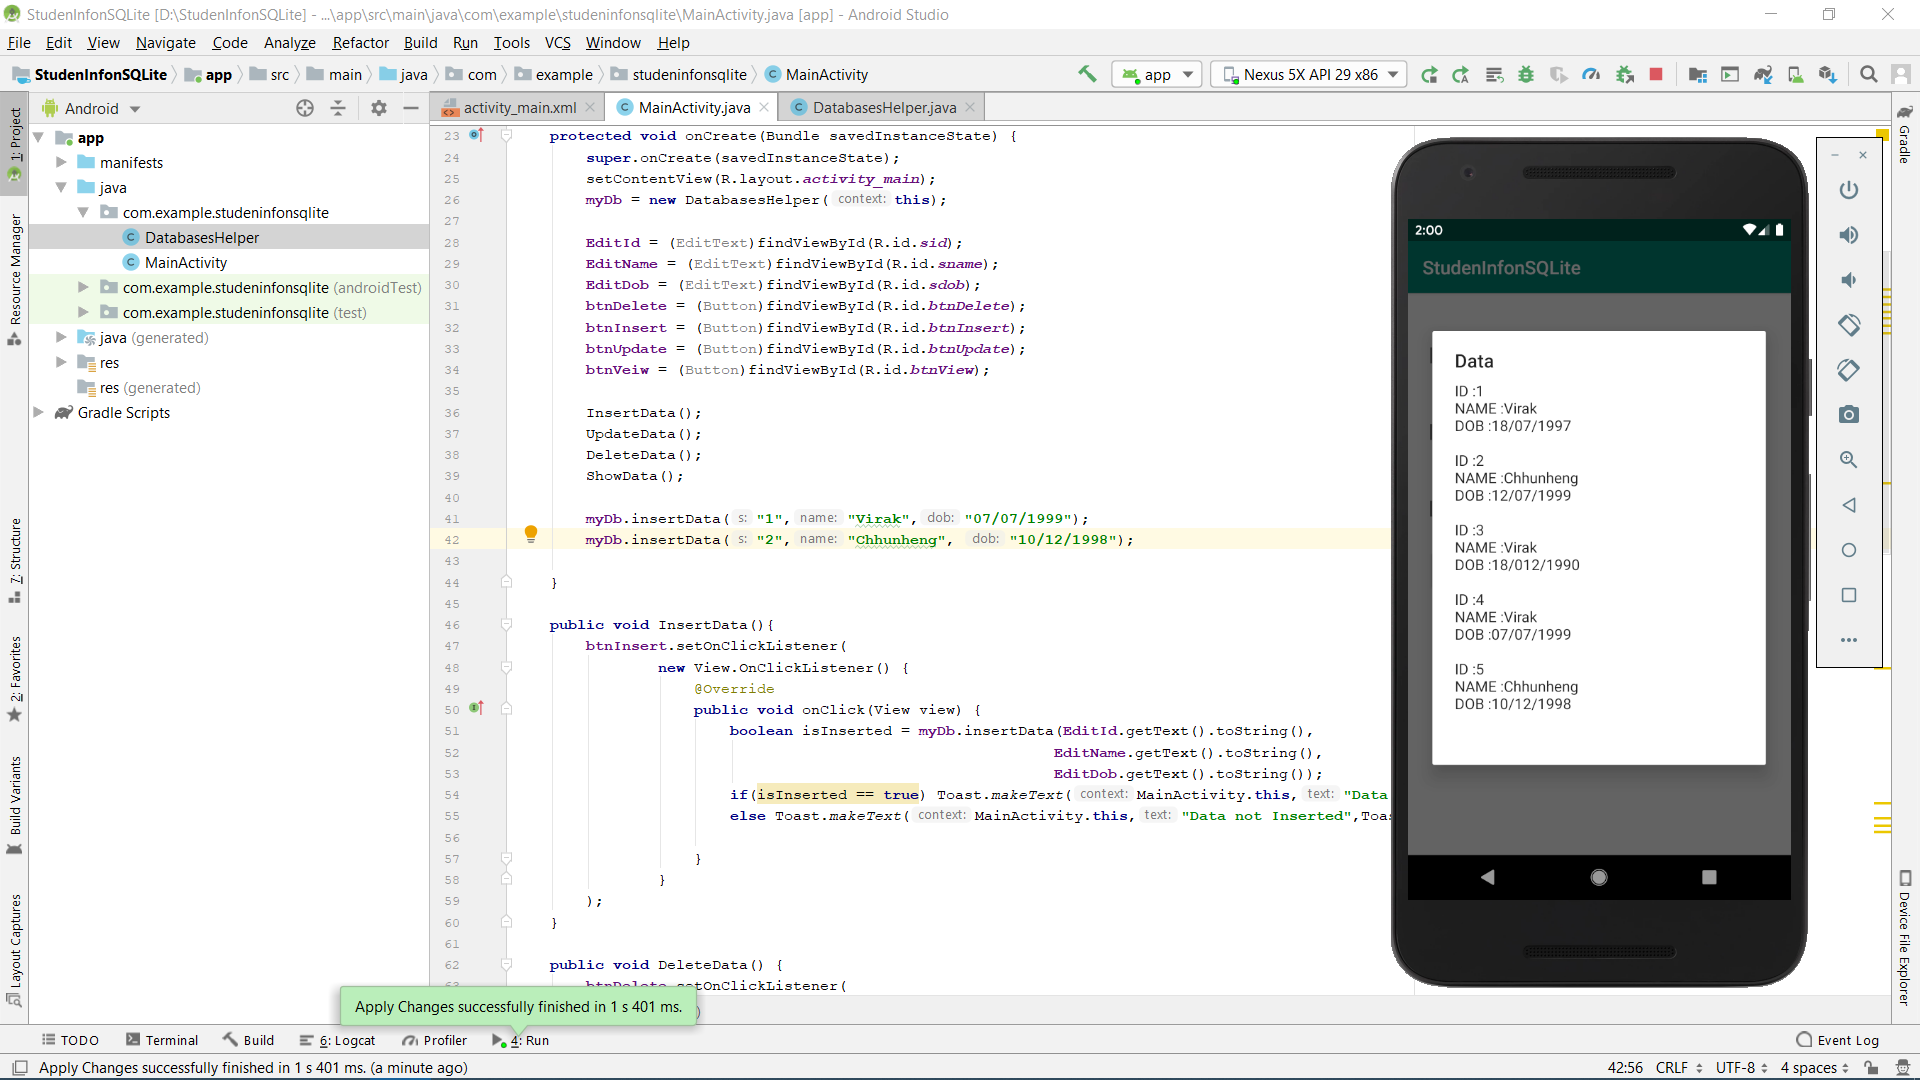 StudenInfonSQLite [D:\StudenInfonSQLite] - ...\app\src\main\java\com\example\studeninfonsqlite\MainActivity.java [app] - Android Studio
File Edit View Navigate Code Analyze Refactor Build Run Tools VCS Window Help
StudenInfonSQLite app src main java com example studeninfonsqlite MainActivity
app
Nexus 5X API 29 x86
Android
activity_main.xml MainActivity.java DatabasesHelper.java
1: Project
Resource Manager
7: Structure
2: Favorites
Build Variants
Layout Captures
app
manifests
java
com.example.studeninfonsqlite
DatabasesHelper
MainActivity
com.example.studeninfonsqlite (androidTest)
com.example.studeninfonsqlite (test)
java (generated)
res
res (generated)
Gradle Scripts
23 protected void onCreate(Bundle savedInstanceState) {
24 super.onCreate(savedInstanceState);
25 setContentView(R.layout.activity_main);
26 myDb = new DatabasesHelper( context: this);
27
28 EditId = (EditText)findViewById(R.id.sid);
29 EditName = (EditText)findViewById(R.id.sname);
30 EditDob = (EditText)findViewById(R.id.sdob);
31 btnDelete = (Button)findViewById(R.id.btnDelete);
32 btnInsert = (Button)findViewById(R.id.btnInsert);
33 btnUpdate = (Button)findViewById(R.id.btnUpdate);
34 btnVeiw = (Button)findViewById(R.id.btnView);
35
36 InsertData();
37 UpdateData();
38 DeleteData();
39 ShowData();
40
41 myDb.insertData( s: "1", name: "Virak", dob: "07/07/1999");
42 myDb.insertData( s: "2", name: "Chhunheng", dob: "10/12/1998");
43
44 }
45
46 public void InsertData(){
47 btnInsert.setOnClickListener(
48 new View.OnClickListener() {
49 @Override
50 public void onClick(View view) {
51 boolean isInserted = myDb.insertData(EditId.getText().toString(),
52 EditName.getText().toString(),
53 EditDob.getText().toString());
54 if(isInserted == true) Toast.makeText( context: MainActivity.this, text: "Data
55 else Toast.makeText( context: MainActivity.this, text: "Data not Inserted",Toas
56
57 }
58 }
59 );
60 }
61
62 public void DeleteData() {
btnDelete.setOnClickListener(
2:00
StudenInfonSQLite
Data
ID :1
NAME :Virak
DOB :18/07/1997
ID :2
NAME :Chhunheng
DOB :12/07/1999
ID :3
NAME :Virak
DOB :18/012/1990
ID :4
NAME :Virak
DOB :07/07/1999
ID :5
NAME :Chhunheng
DOB :10/12/1998
Gradle
Device File Explorer
Apply Changes successfully finished in 1 s 401 ms.
TODO Terminal Build 6: Logcat Profiler 4: Run Event Log
Apply Changes successfully finished in 1 s 401 ms. (a minute ago) 42:56 CRLF UTF-8 4 spaces